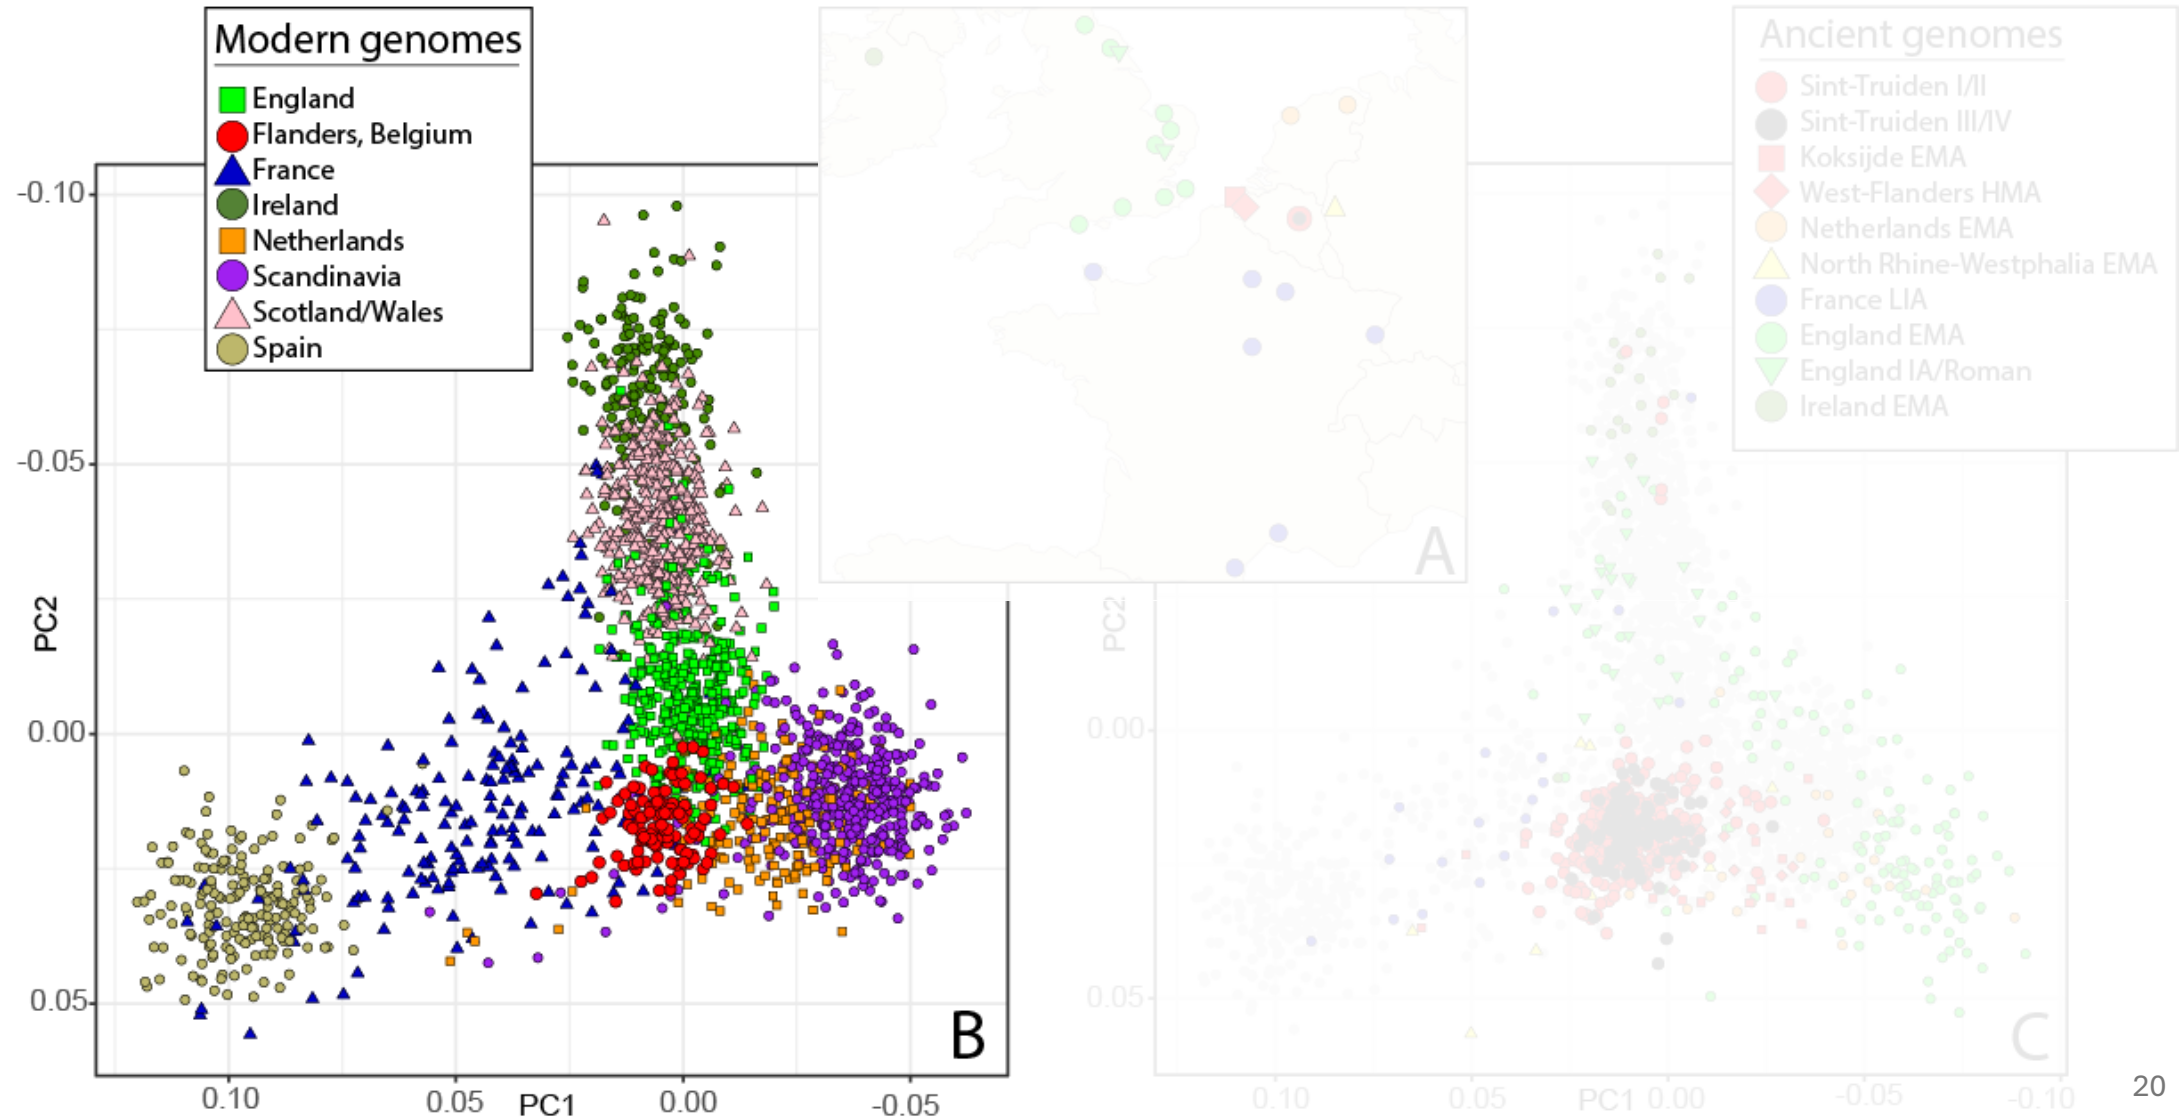 Modern genomes
England
Flanders, Belgium
France
Ireland
Netherlands
Scandinavia
Scotland/Wales
Spain
-0.10
-0.05
0.00
0.05
PC2
0.10
0.05
PC1
0.00
-0.05
B
A
Ancient genomes
Sint-Truiden I/II
Sint-Truiden III/IV
Koksijde EMA
West-Flanders HMA
Netherlands EMA
North Rhine-Westphalia EMA
France LIA
England EMA
England IA/Roman
Ireland EMA
PC2
0.00
0.05
0.10
0.05
PC1
0.00
-0.05
-0.10
C
20